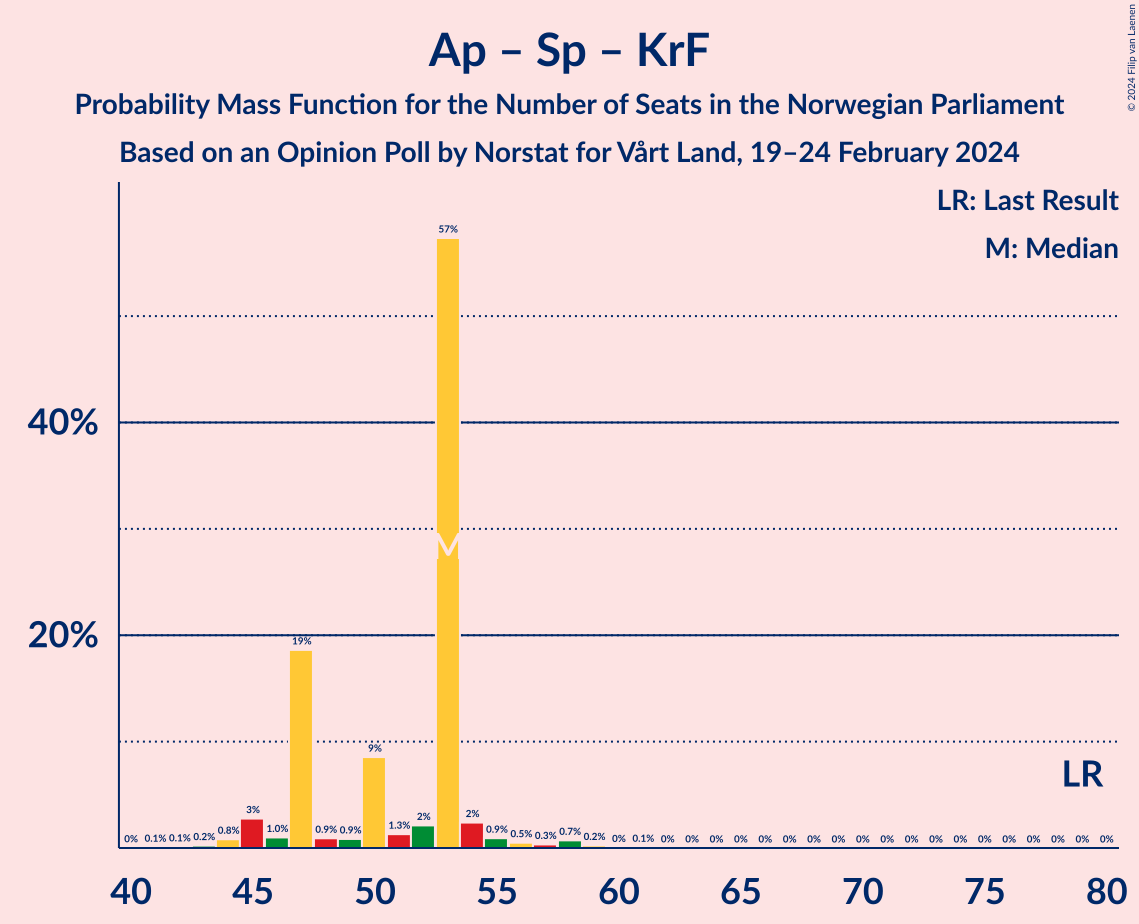 Ap – Sp – KrF
Probability Mass Function for the Number of Seats in the Norwegian Parliament
Based on an Opinion Poll by Norstat for Vårt Land, 19–24 February 2024
© 2024 Filip van Laenen
LR: Last Result
M: Median
57%
40%
M
20%
19%
9%
LR
3%
2%
2%
0% 0.1% 0.1% 0.2% 0.8% 1.0% 0.9% 0.9% 1.3% 0.9% 0.5% 0.3% 0.7% 0.2% 0% 0.1% 0% 0% 0% 0% 0% 0% 0% 0% 0% 0% 0% 0% 0% 0% 0% 0% 0% 0% 0%
40 45 50 55 60 65 70 75 80